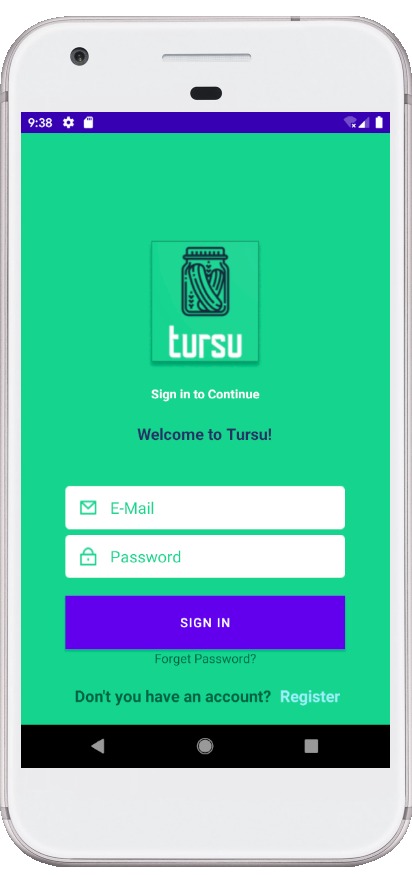 9:38
tursu
Sign in to Continue
Welcome to Tursu!
E-Mail
Password
SIGN IN
Forget Password?
Don't you have an account? Register